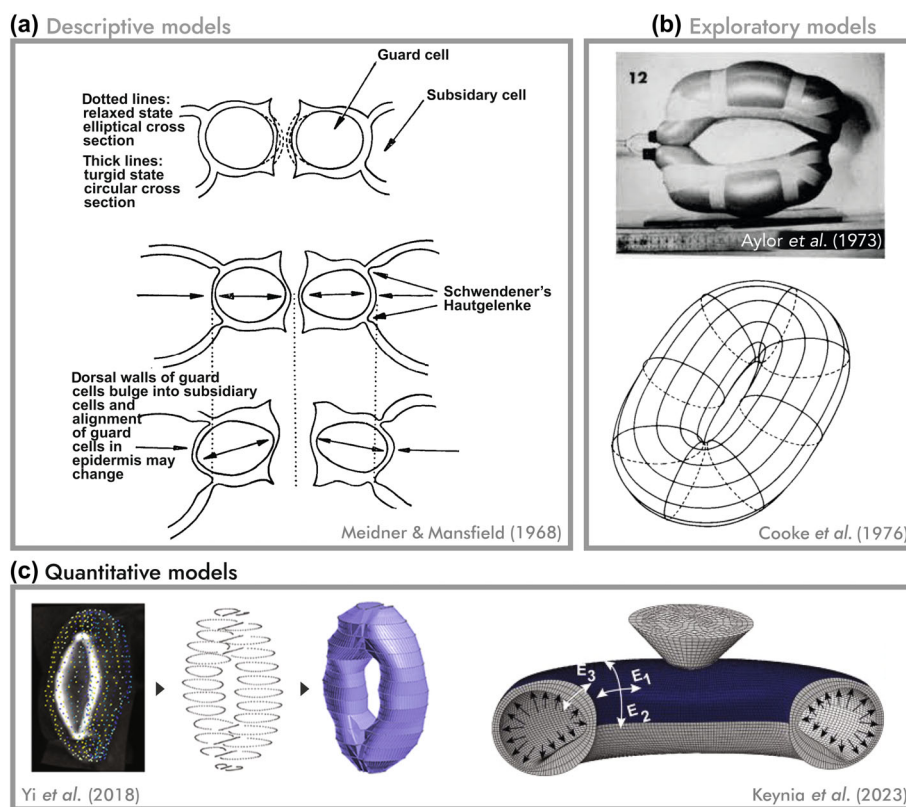 (a) Descriptive models
Guard cell
Subsidary cell
Dotted lines:
relaxed state
elliptical cross
section
Thick lines:
turgid state
circular cross
section
Schwendener's
Hautgelenke
Dorsal walls of guard
cells bulge into subsidiary
cells and
alignment
of guard
cells in
epidermis may
change
Meidner & Mansfield (1968)
(b) Exploratory models
12
Aylor et al. (1973)
Cooke et al. (1976)
(c) Quantitative models
Yi et al. (2018)
E3
E1
E2
Keynia et al. (2023)